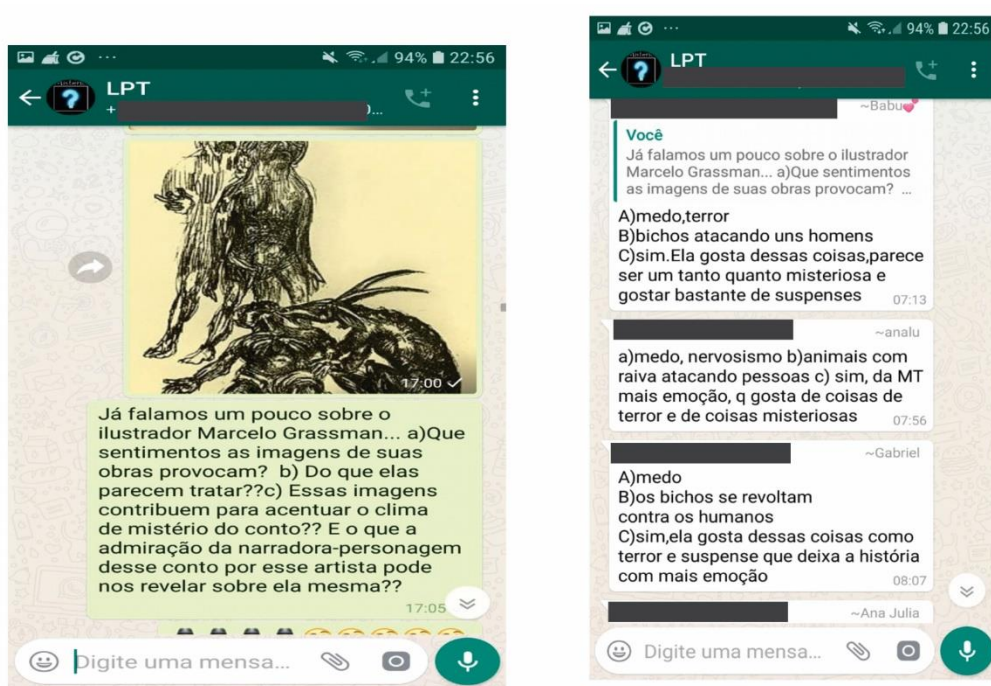 94% 22:56
LPT
+
17:00
Já falamos um pouco sobre o
ilustrador Marcelo Grassman... a)Que
sentimentos as imagens de suas
obras provocam? b) Do que elas
parecem tratar??c) Essas imagens
contribuem para acentuar o clima
de mistério do conto?? E o que a
admiração da narradora-personagem
desse conto por esse artista pode
nos revelar sobre ela mesma??
17:05
Digite uma mensa...
94% 22:56
LPT
~Babu
Você
Já falamos um pouco sobre o ilustrador
Marcelo Grassman... a)Que sentimentos
as imagens de suas obras provocam? ...
A)medo,terror
B)bichos atacando uns homens
C)sim.Ela gosta dessas coisas,parece
ser um tanto quanto misteriosa e
gostar bastante de suspenses
07:13
~analu
a)medo, nervosismo b)animais com
raiva atacando pessoas c) sim, da MT
mais emoção, q gosta de coisas de
terror e de coisas misteriosas
07:56
~Gabriel
A)medo
B)os bichos se revoltam
contra os humanos
C)sim,ela gosta dessas coisas como
terror e suspense que deixa a história
com mais emoção
08:07
~Ana Julia
Digite uma mensa...